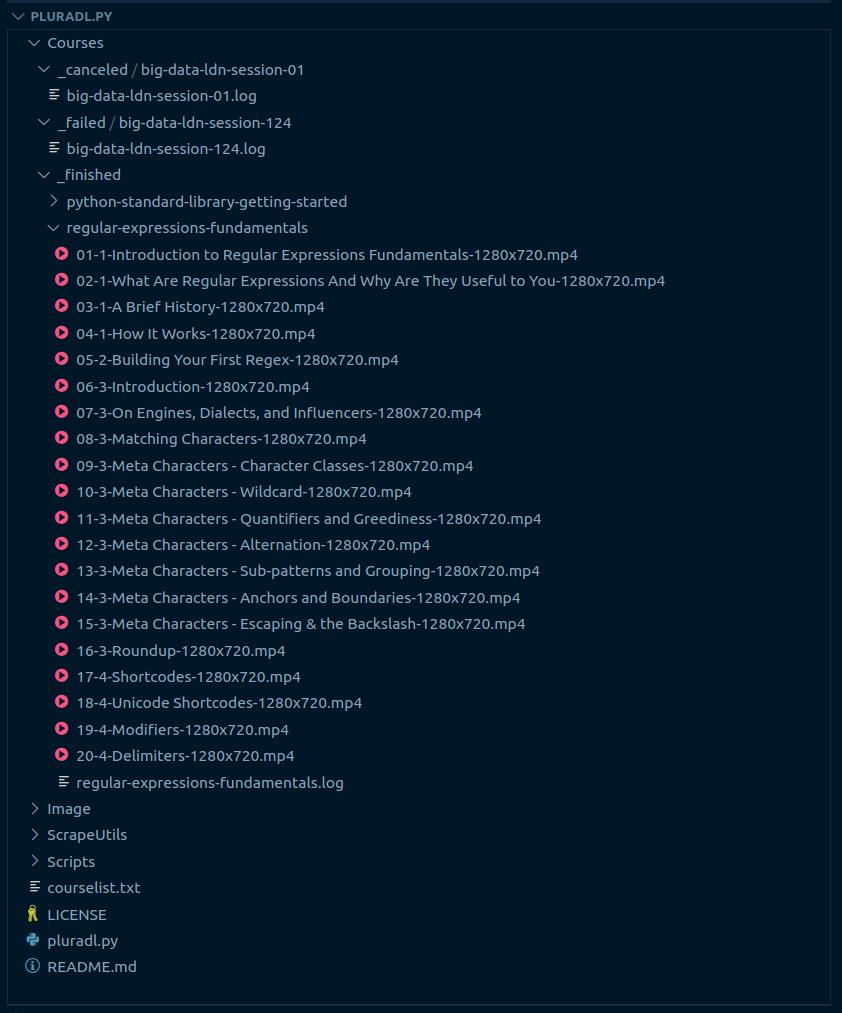 PLURADL.PY
Courses
_canceled / big-data-ldn-session-01
big-data-ldn-session-01.log
_failed / big-data-ldn-session-124
big-data-ldn-session-124.log
_finished
python-standard-library-getting-started
regular-expressions-fundamentals
01-1-Introduction to Regular Expressions Fundamentals-1280x720.mp4
02-1-What Are Regular Expressions And Why Are They Useful to You-1280x720.mp4
03-1-A Brief History-1280x720.mp4
04-1-How It Works-1280x720.mp4
05-2-Building Your First Regex-1280x720.mp4
06-3-Introduction-1280x720.mp4
07-3-On Engines, Dialects, and Influencers-1280x720.mp4
08-3-Matching Characters-1280x720.mp4
09-3-Meta Characters - Character Classes-1280x720.mp4
10-3-Meta Characters - Wildcard-1280x720.mp4
11-3-Meta Characters - Quantifiers and Greediness-1280x720.mp4
12-3-Meta Characters - Alternation-1280x720.mp4
13-3-Meta Characters - Sub-patterns and Grouping-1280x720.mp4
14-3-Meta Characters - Anchors and Boundaries-1280x720.mp4
15-3-Meta Characters - Escaping & the Backslash-1280x720.mp4
16-3-Roundup-1280x720.mp4
17-4-Shortcodes-1280x720.mp4
18-4-Unicode Shortcodes-1280x720.mp4
19-4-Modifiers-1280x720.mp4
20-4-Delimiters-1280x720.mp4
regular-expressions-fundamentals.log
Image
ScrapeUtils
Scripts
courselist.txt
LICENSE
pluradl.py
README.md